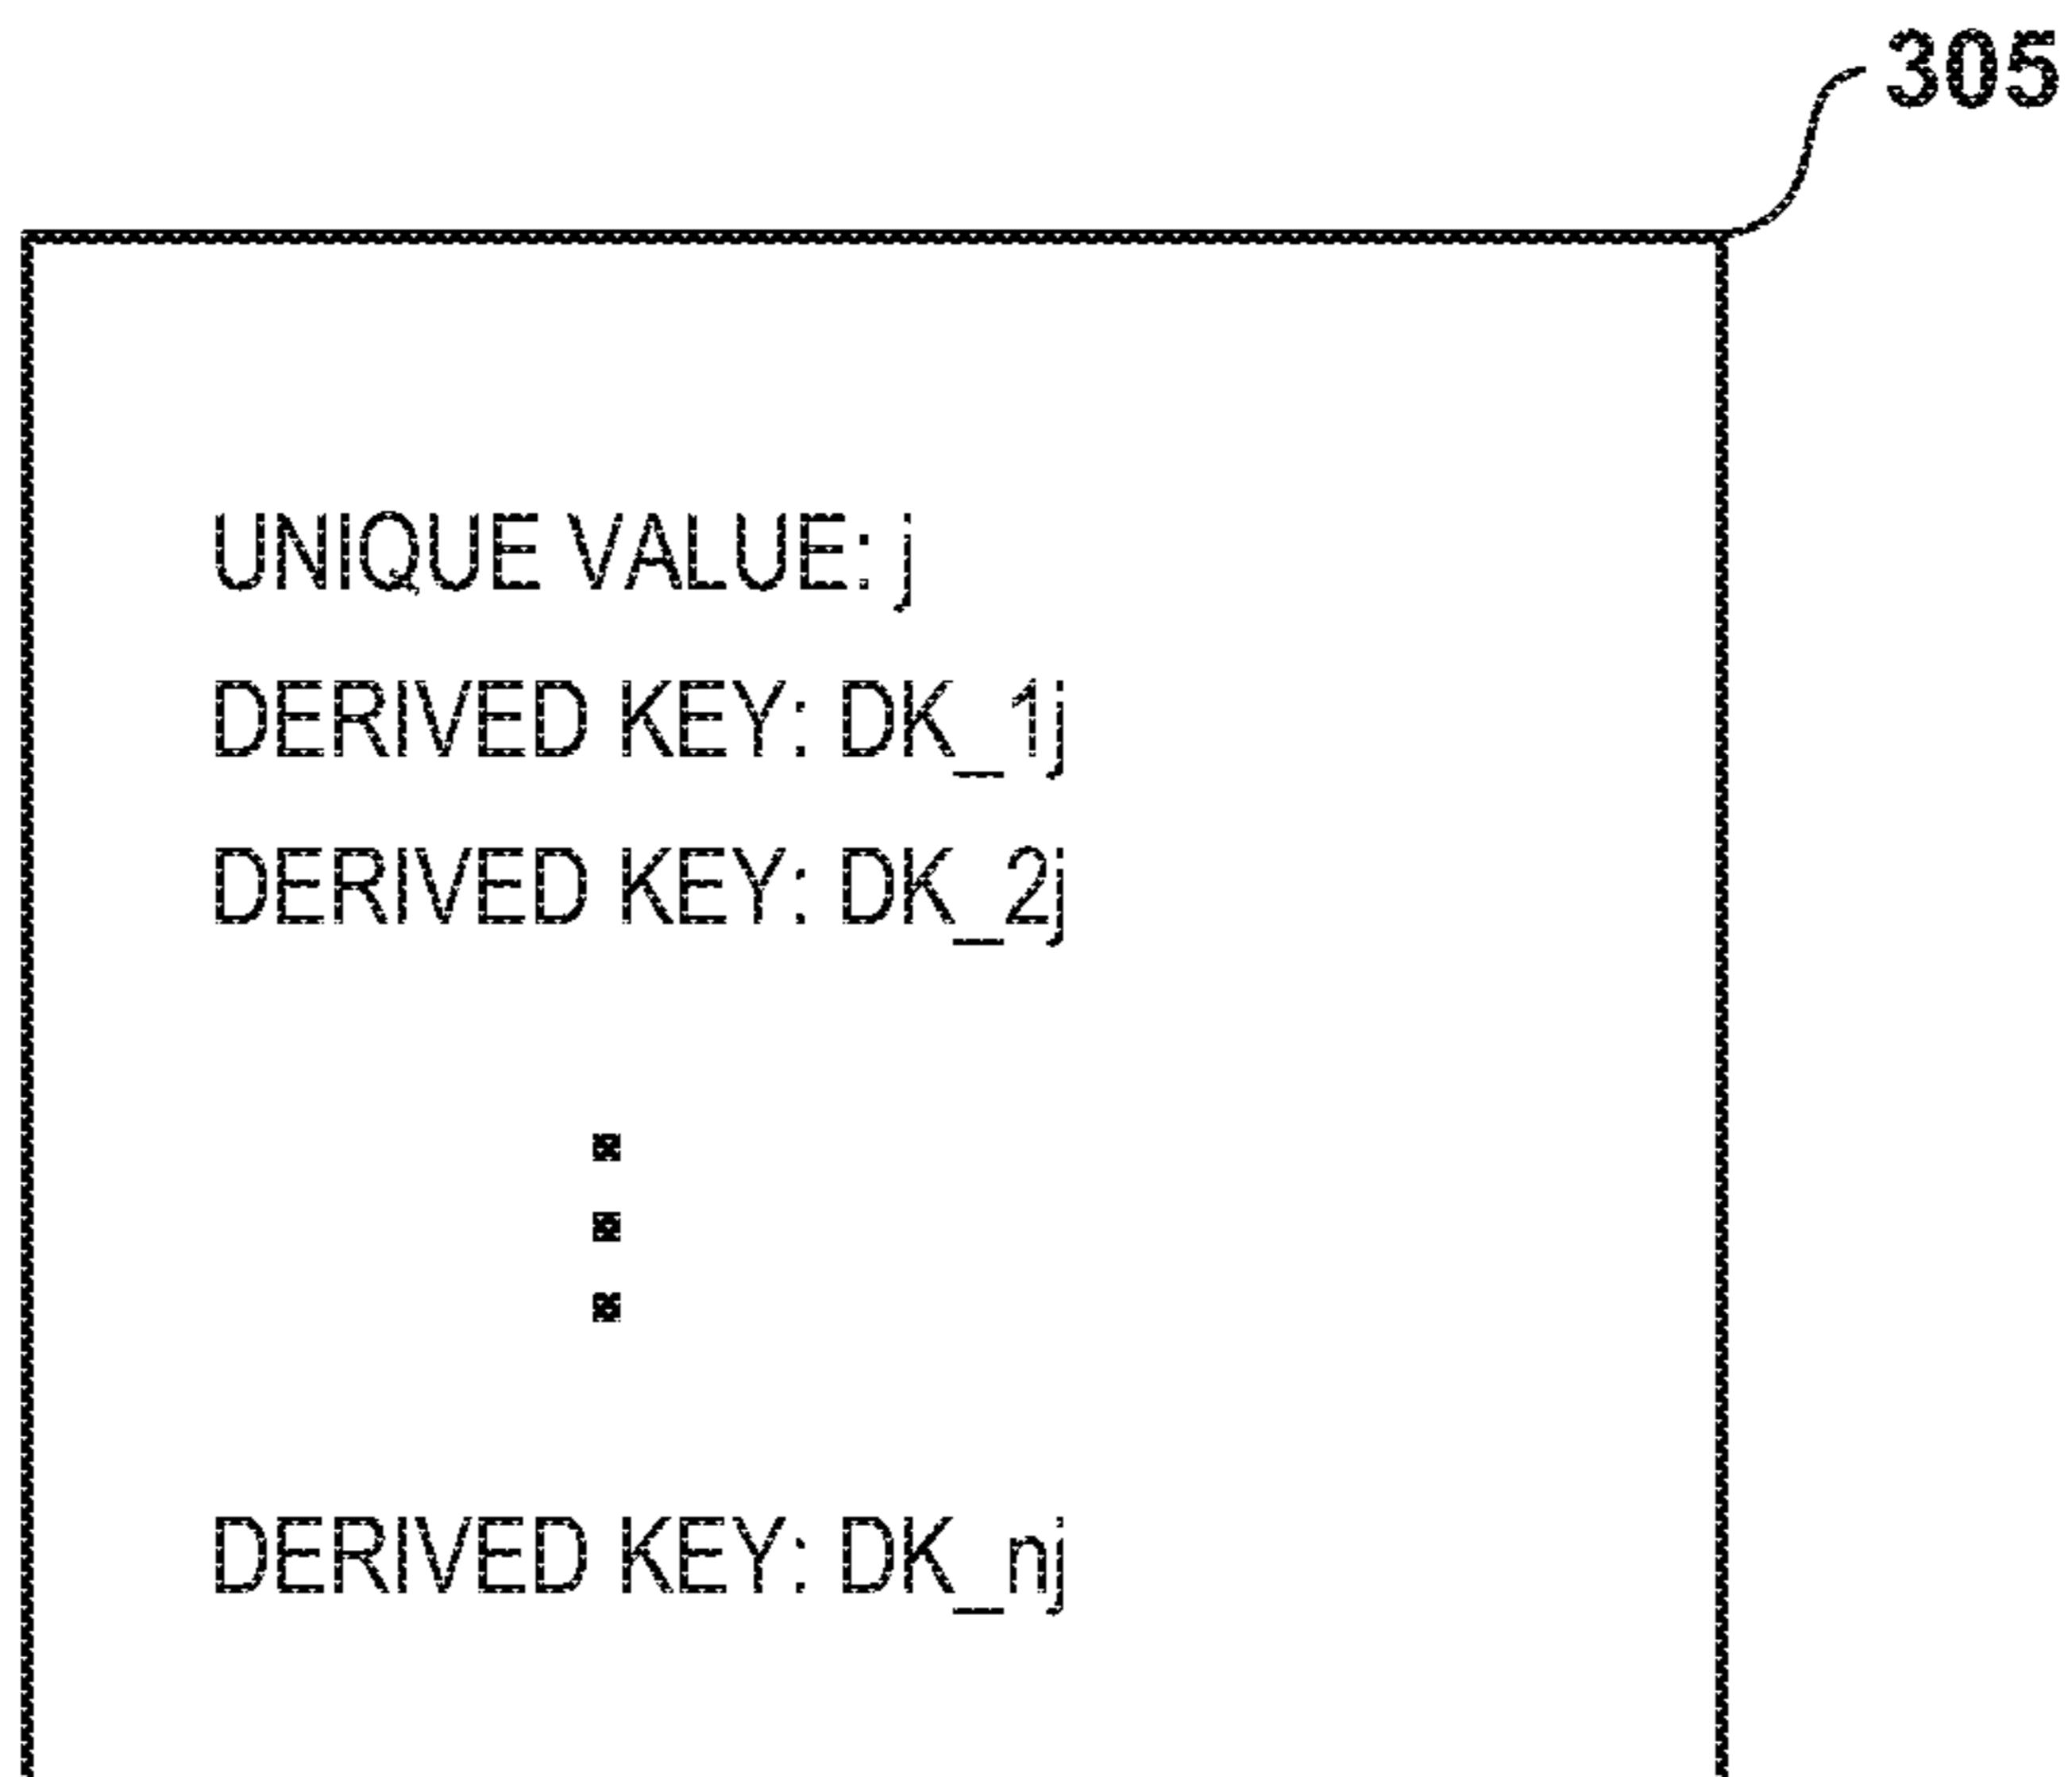 305
UNIQUE VALUE: j
DERIVED KEY: DK_1j
DERIVED KEY: DK_2j
DERIVED KEY: DK_nj